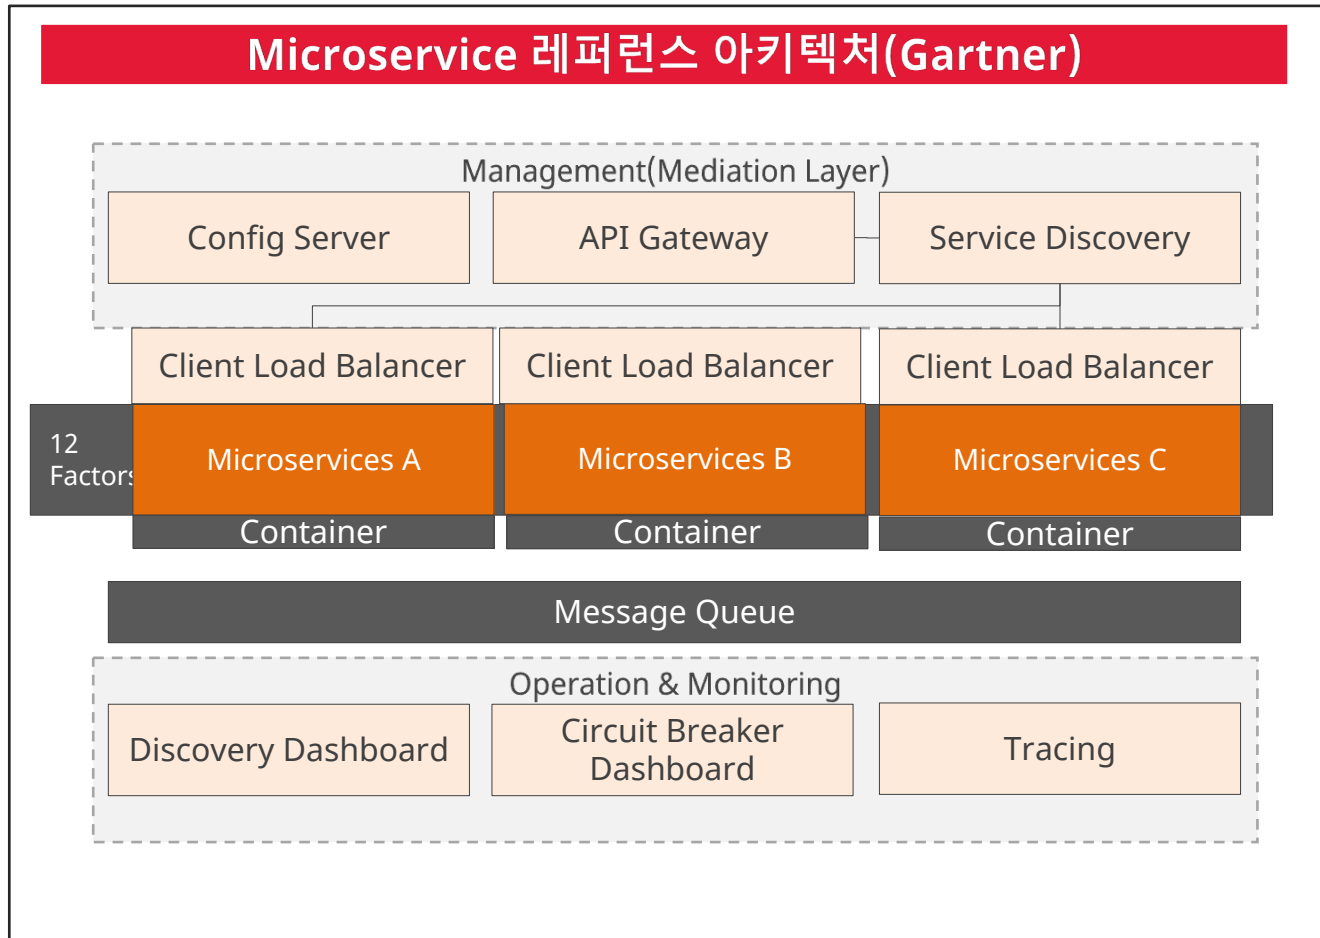 Microservice 레퍼런스 아키텍처(Gartner)
Management(Mediation Layer)
Config Server
API Gateway
Service Discovery
Client Load Balancer
Client Load Balancer
Client Load Balancer
12
Factors
Microservices A
Microservices B
Microservices C
Container
Container
Container
Message Queue
Operation & Monitoring
Discovery Dashboard
Circuit Breaker
Dashboard
Tracing